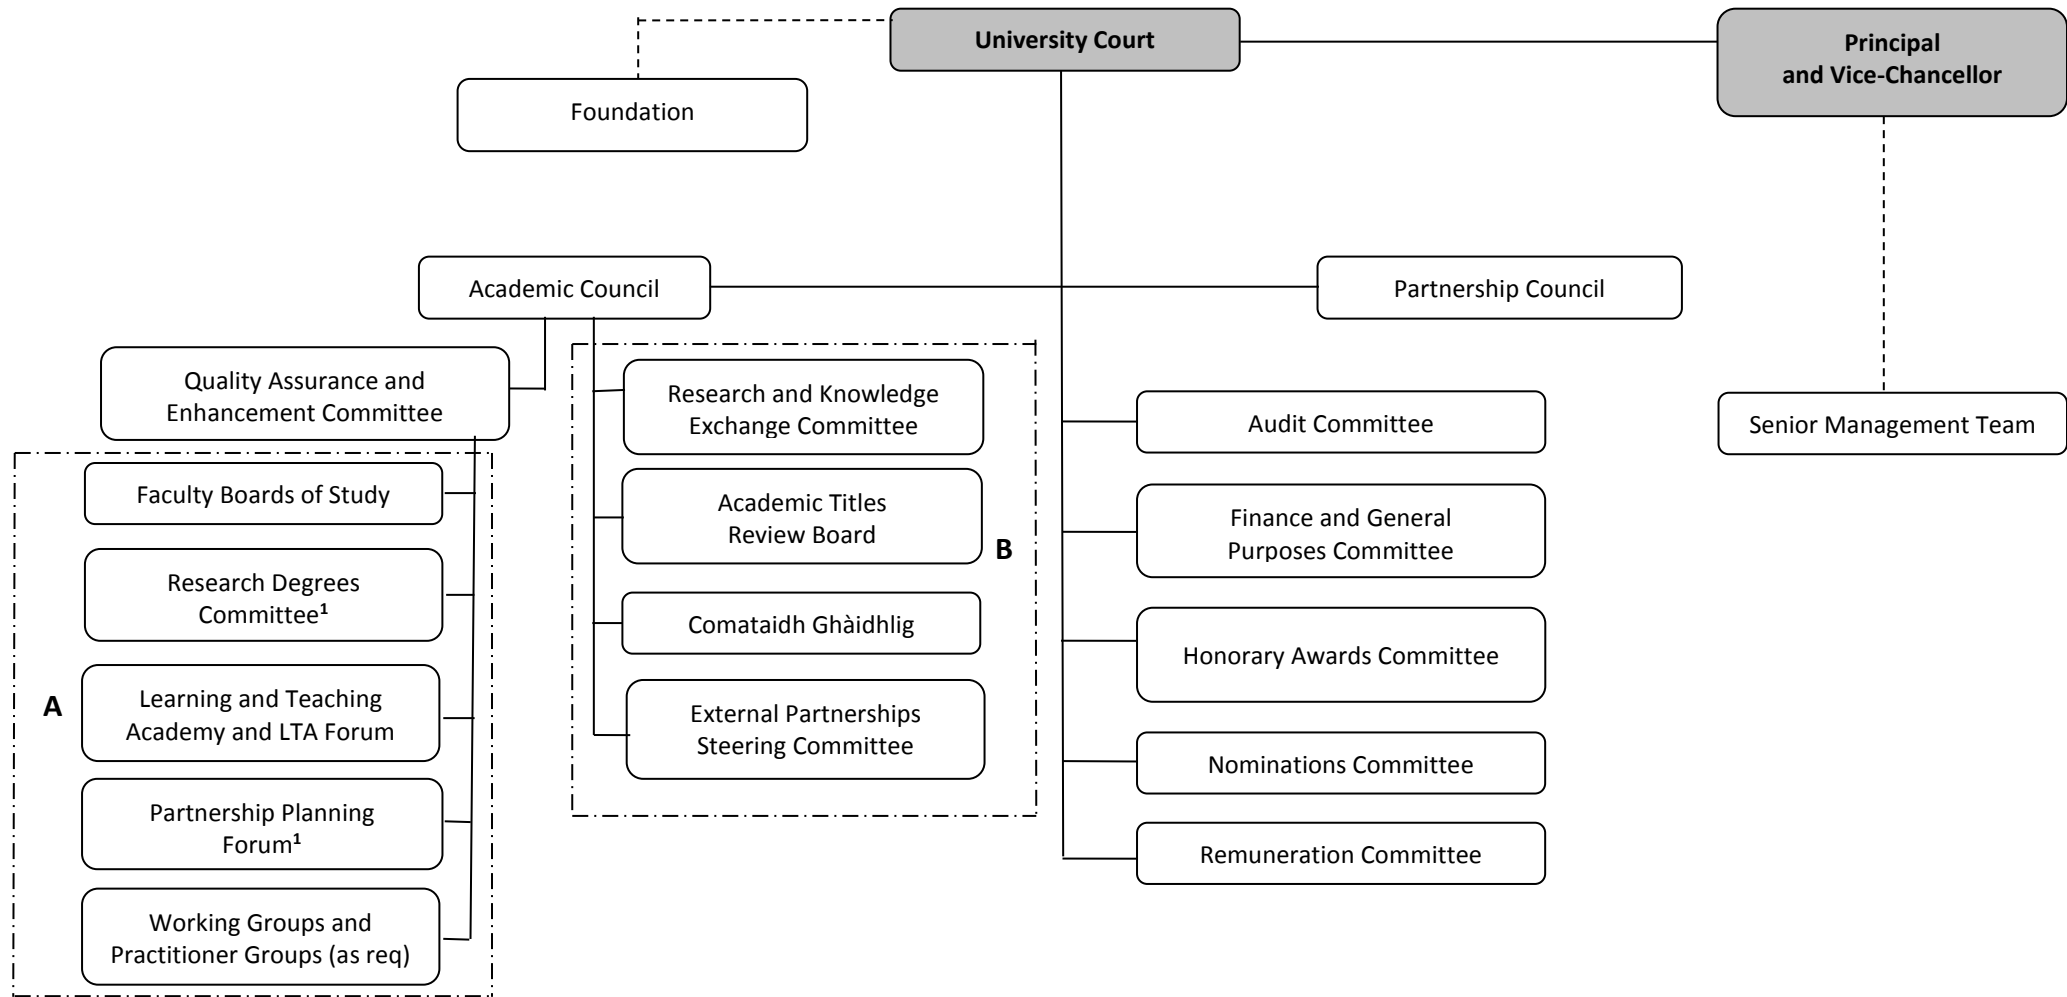 University Court
Principal
and Vice-Chancellor
Foundation
Academic Council
Partnership Council
Quality Assurance and
Enhancement Committee
Faculty Boards of Study
Research Degrees
Committee¹
A
Learning and Teaching
Academy and LTA Forum
Partnership Planning
Forum¹
Working Groups and
Practitioner Groups (as req)
Research and Knowledge
Exchange Committee
Academic Titles
Review Board
B
Comataidh Ghàidhlig
External Partnerships
Steering Committee
Audit Committee
Finance and General
Purposes Committee
Honorary Awards Committee
Nominations Committee
Remuneration Committee
Senior Management Team